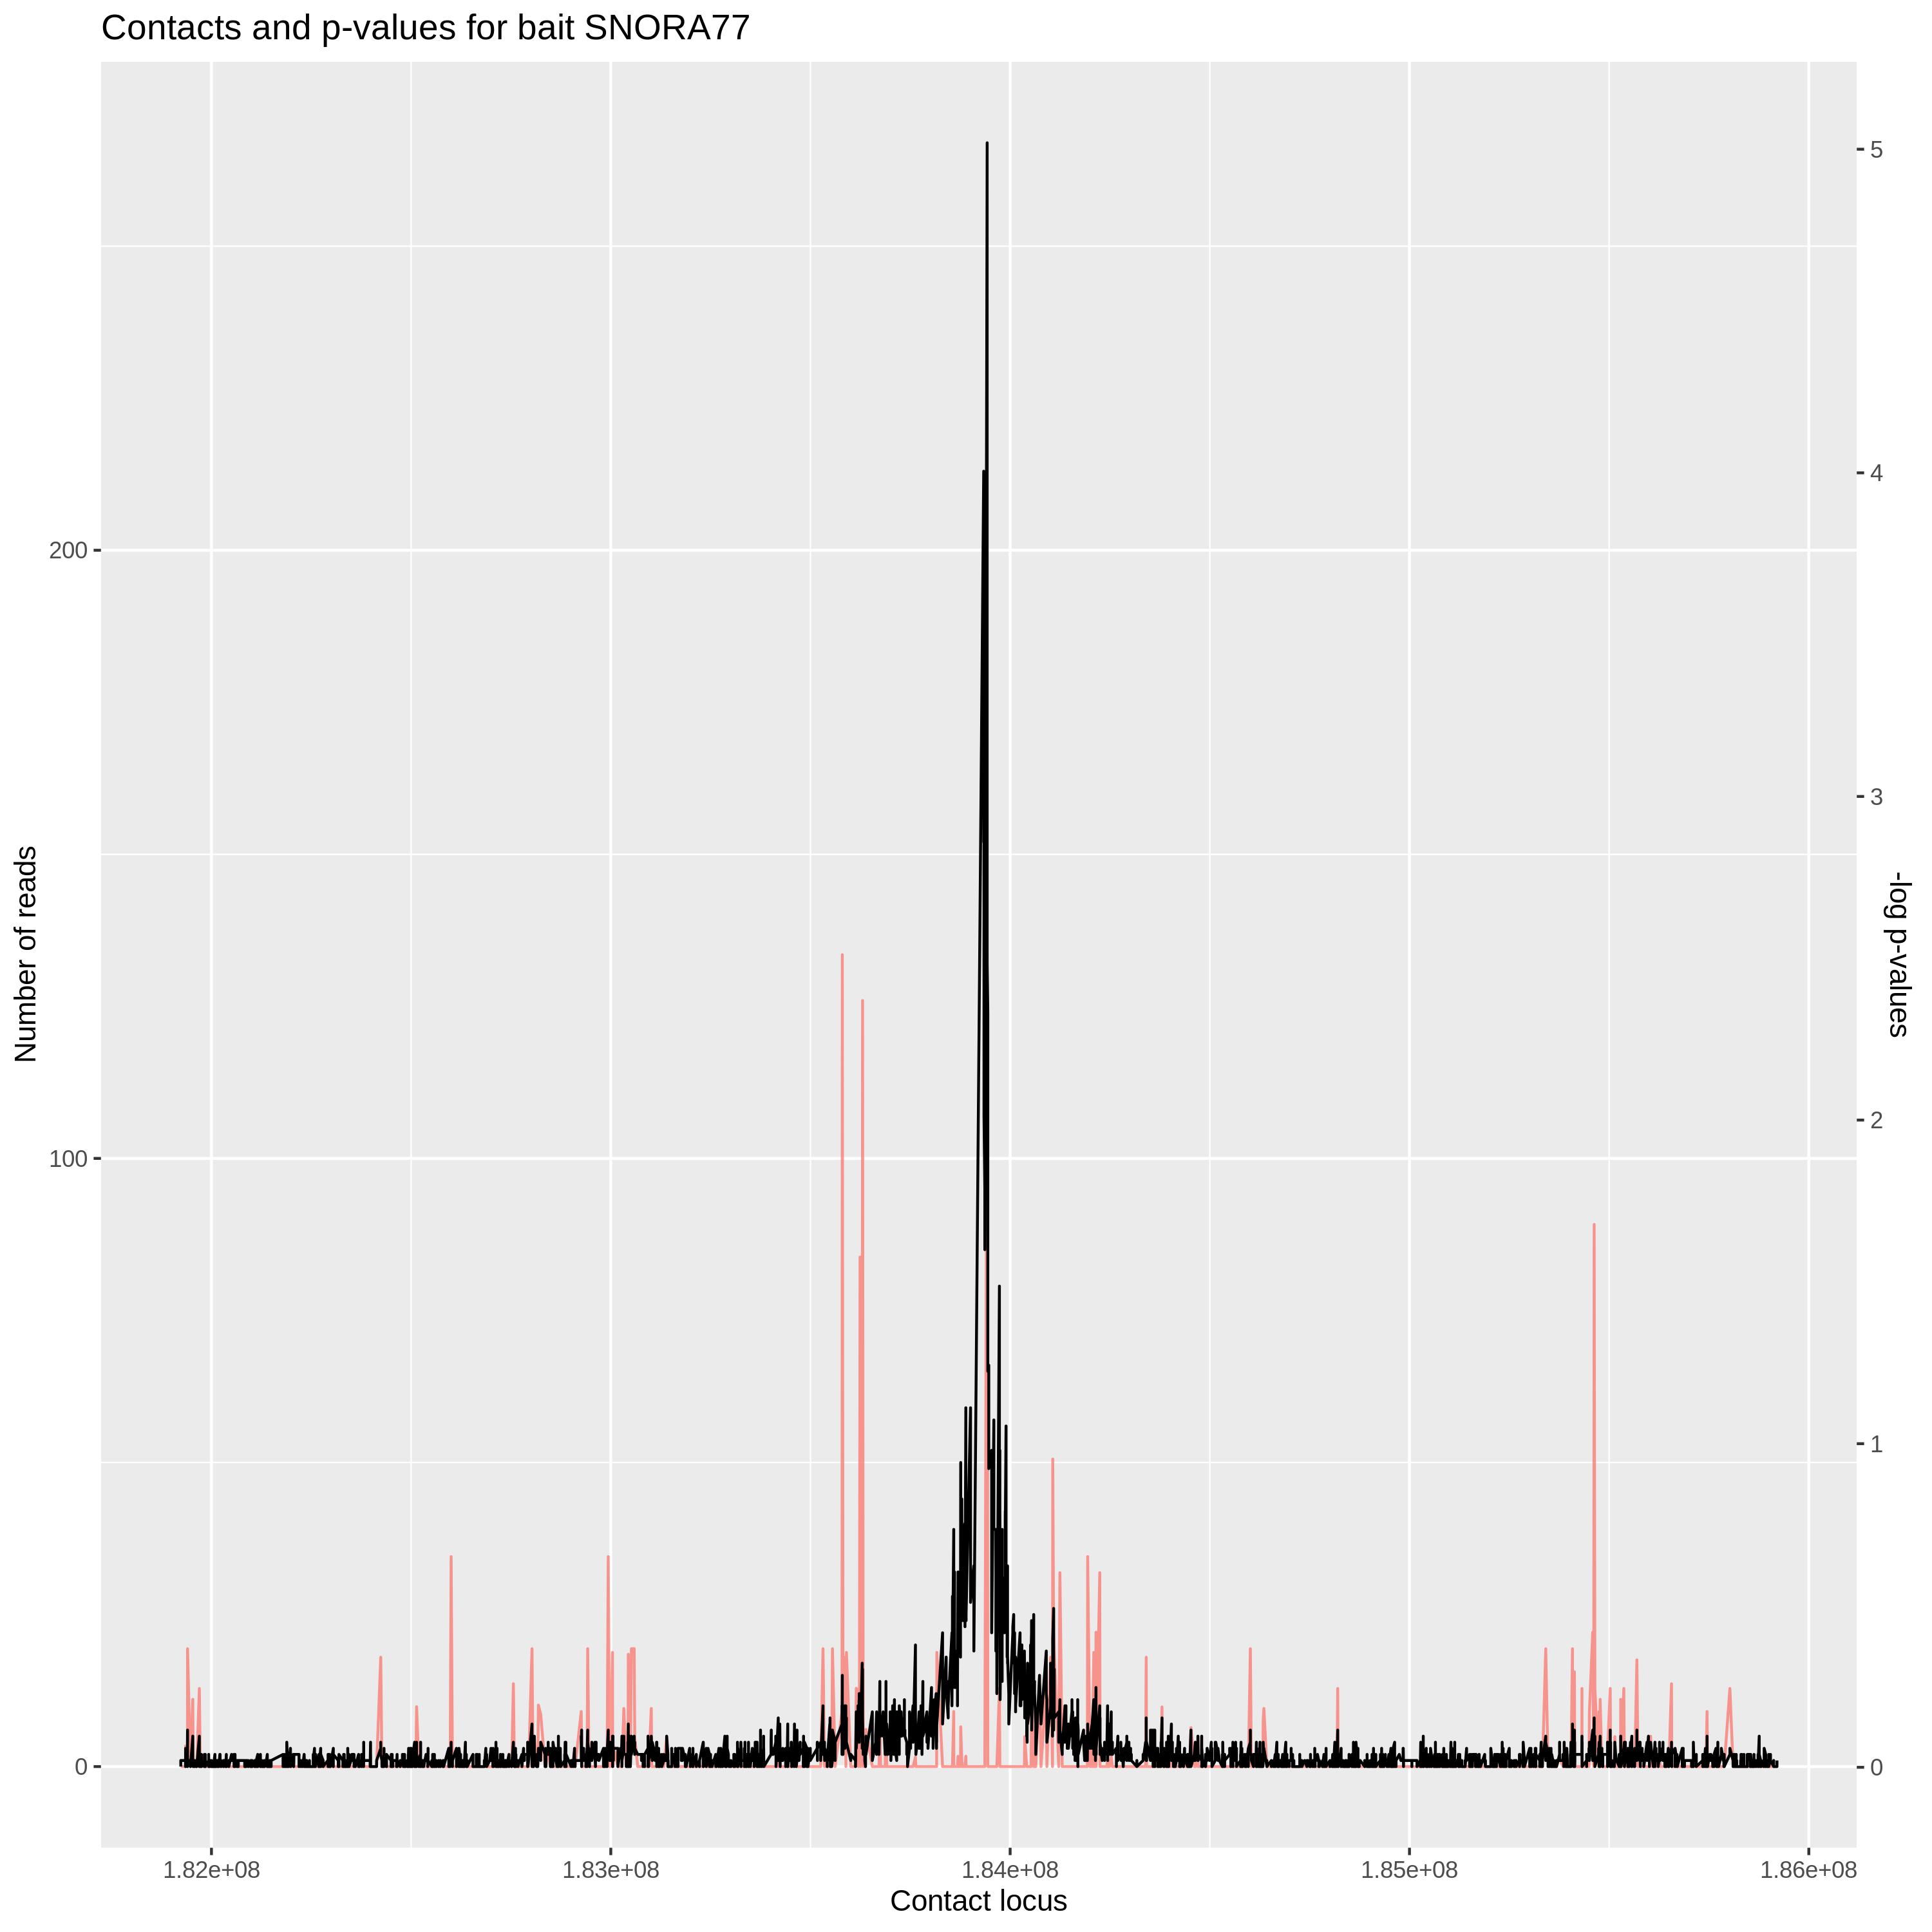 Contacts and p-values for bait SNORA77
Number of reads
200
100
0
5
4
3
2
1
0
-log p-values
1.82e+08
1.83e+08
1.84e+08
1.85e+08
1.86e+08
Contact locus